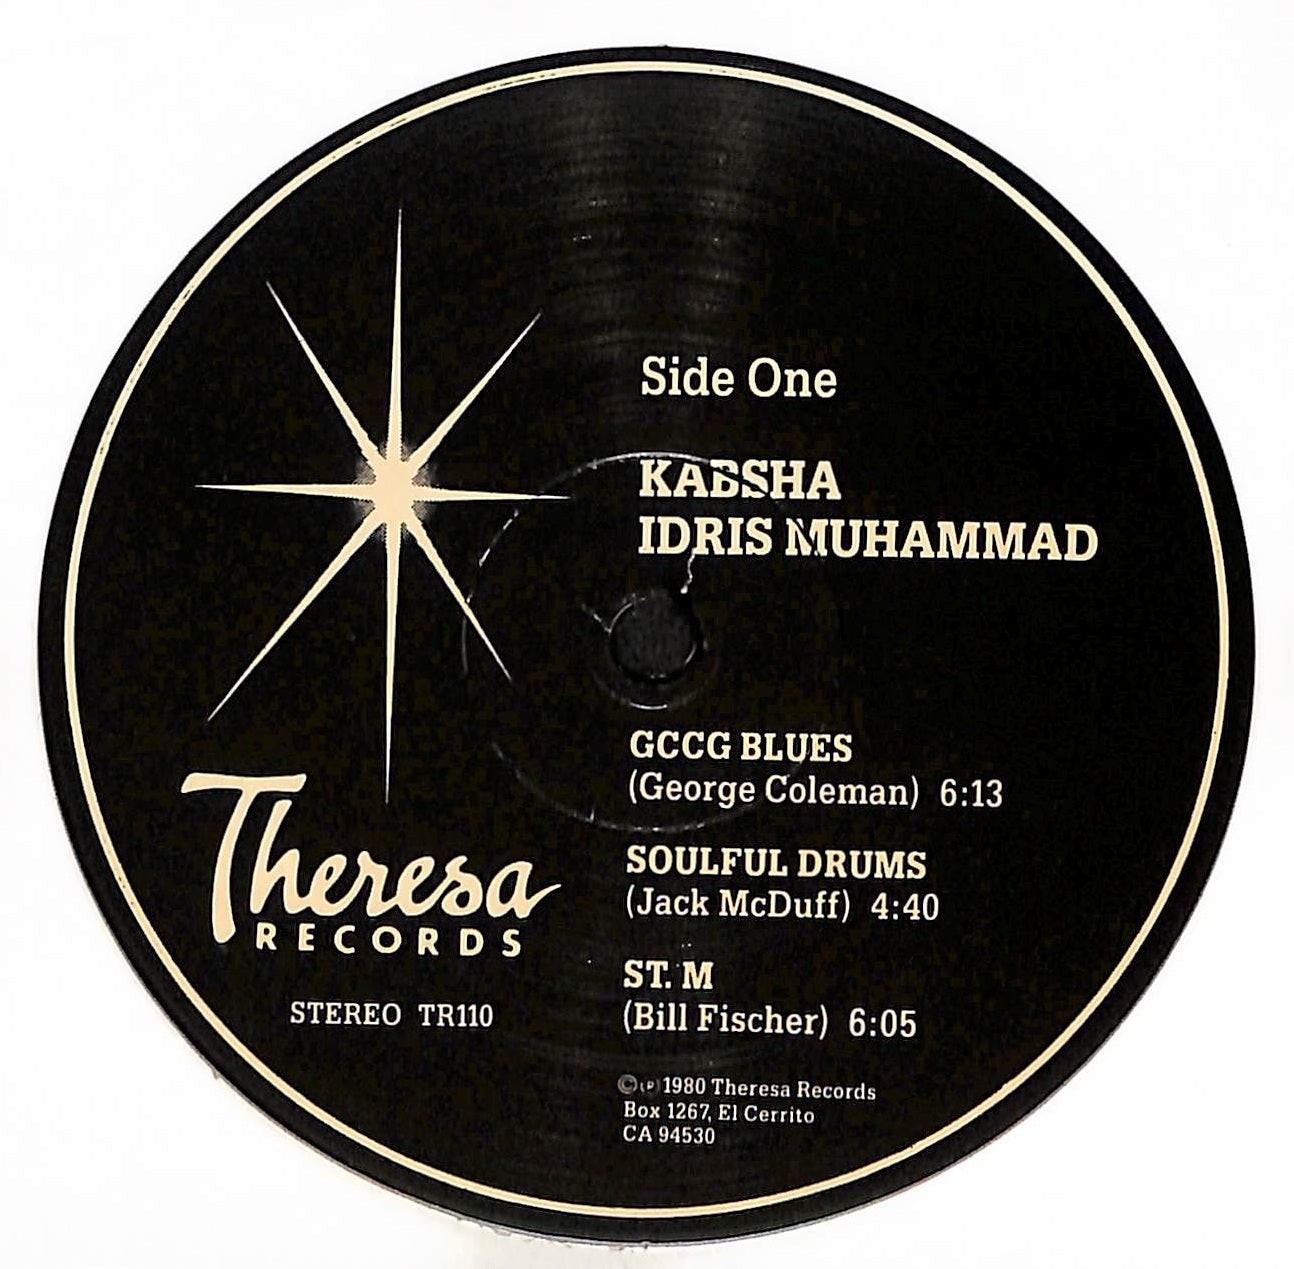 Side One
KABSHA
IDRIS MUHAMMAD
GCCG BLUES
(George Coleman) 6:13
SOULFUL DRUMS
(Jack McDuff) 4:40
ST. M
(Bill Fischer) 6:05
©℗ 1980 Theresa Records
Box 1267, El Cerrito
CA 94530
Theresa
RECORDS
STEREO TR110